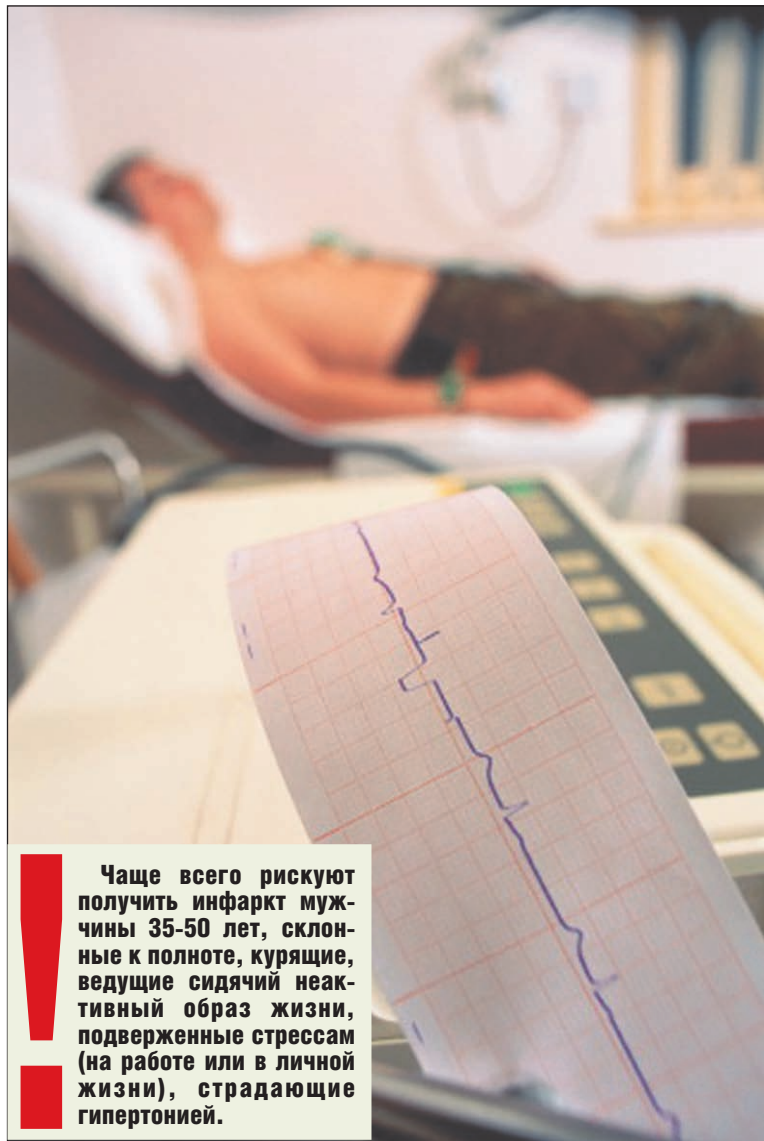 !
Чаще всего рискуют
получить инфаркт муж-
чины 35-50 лет, склон-
ные к полноте, курящие,
ведущие сидячий неак-
тивный образ жизни,
подверженные стрессам
(на работе или в личной
жизни), страдающие
гипертонией.